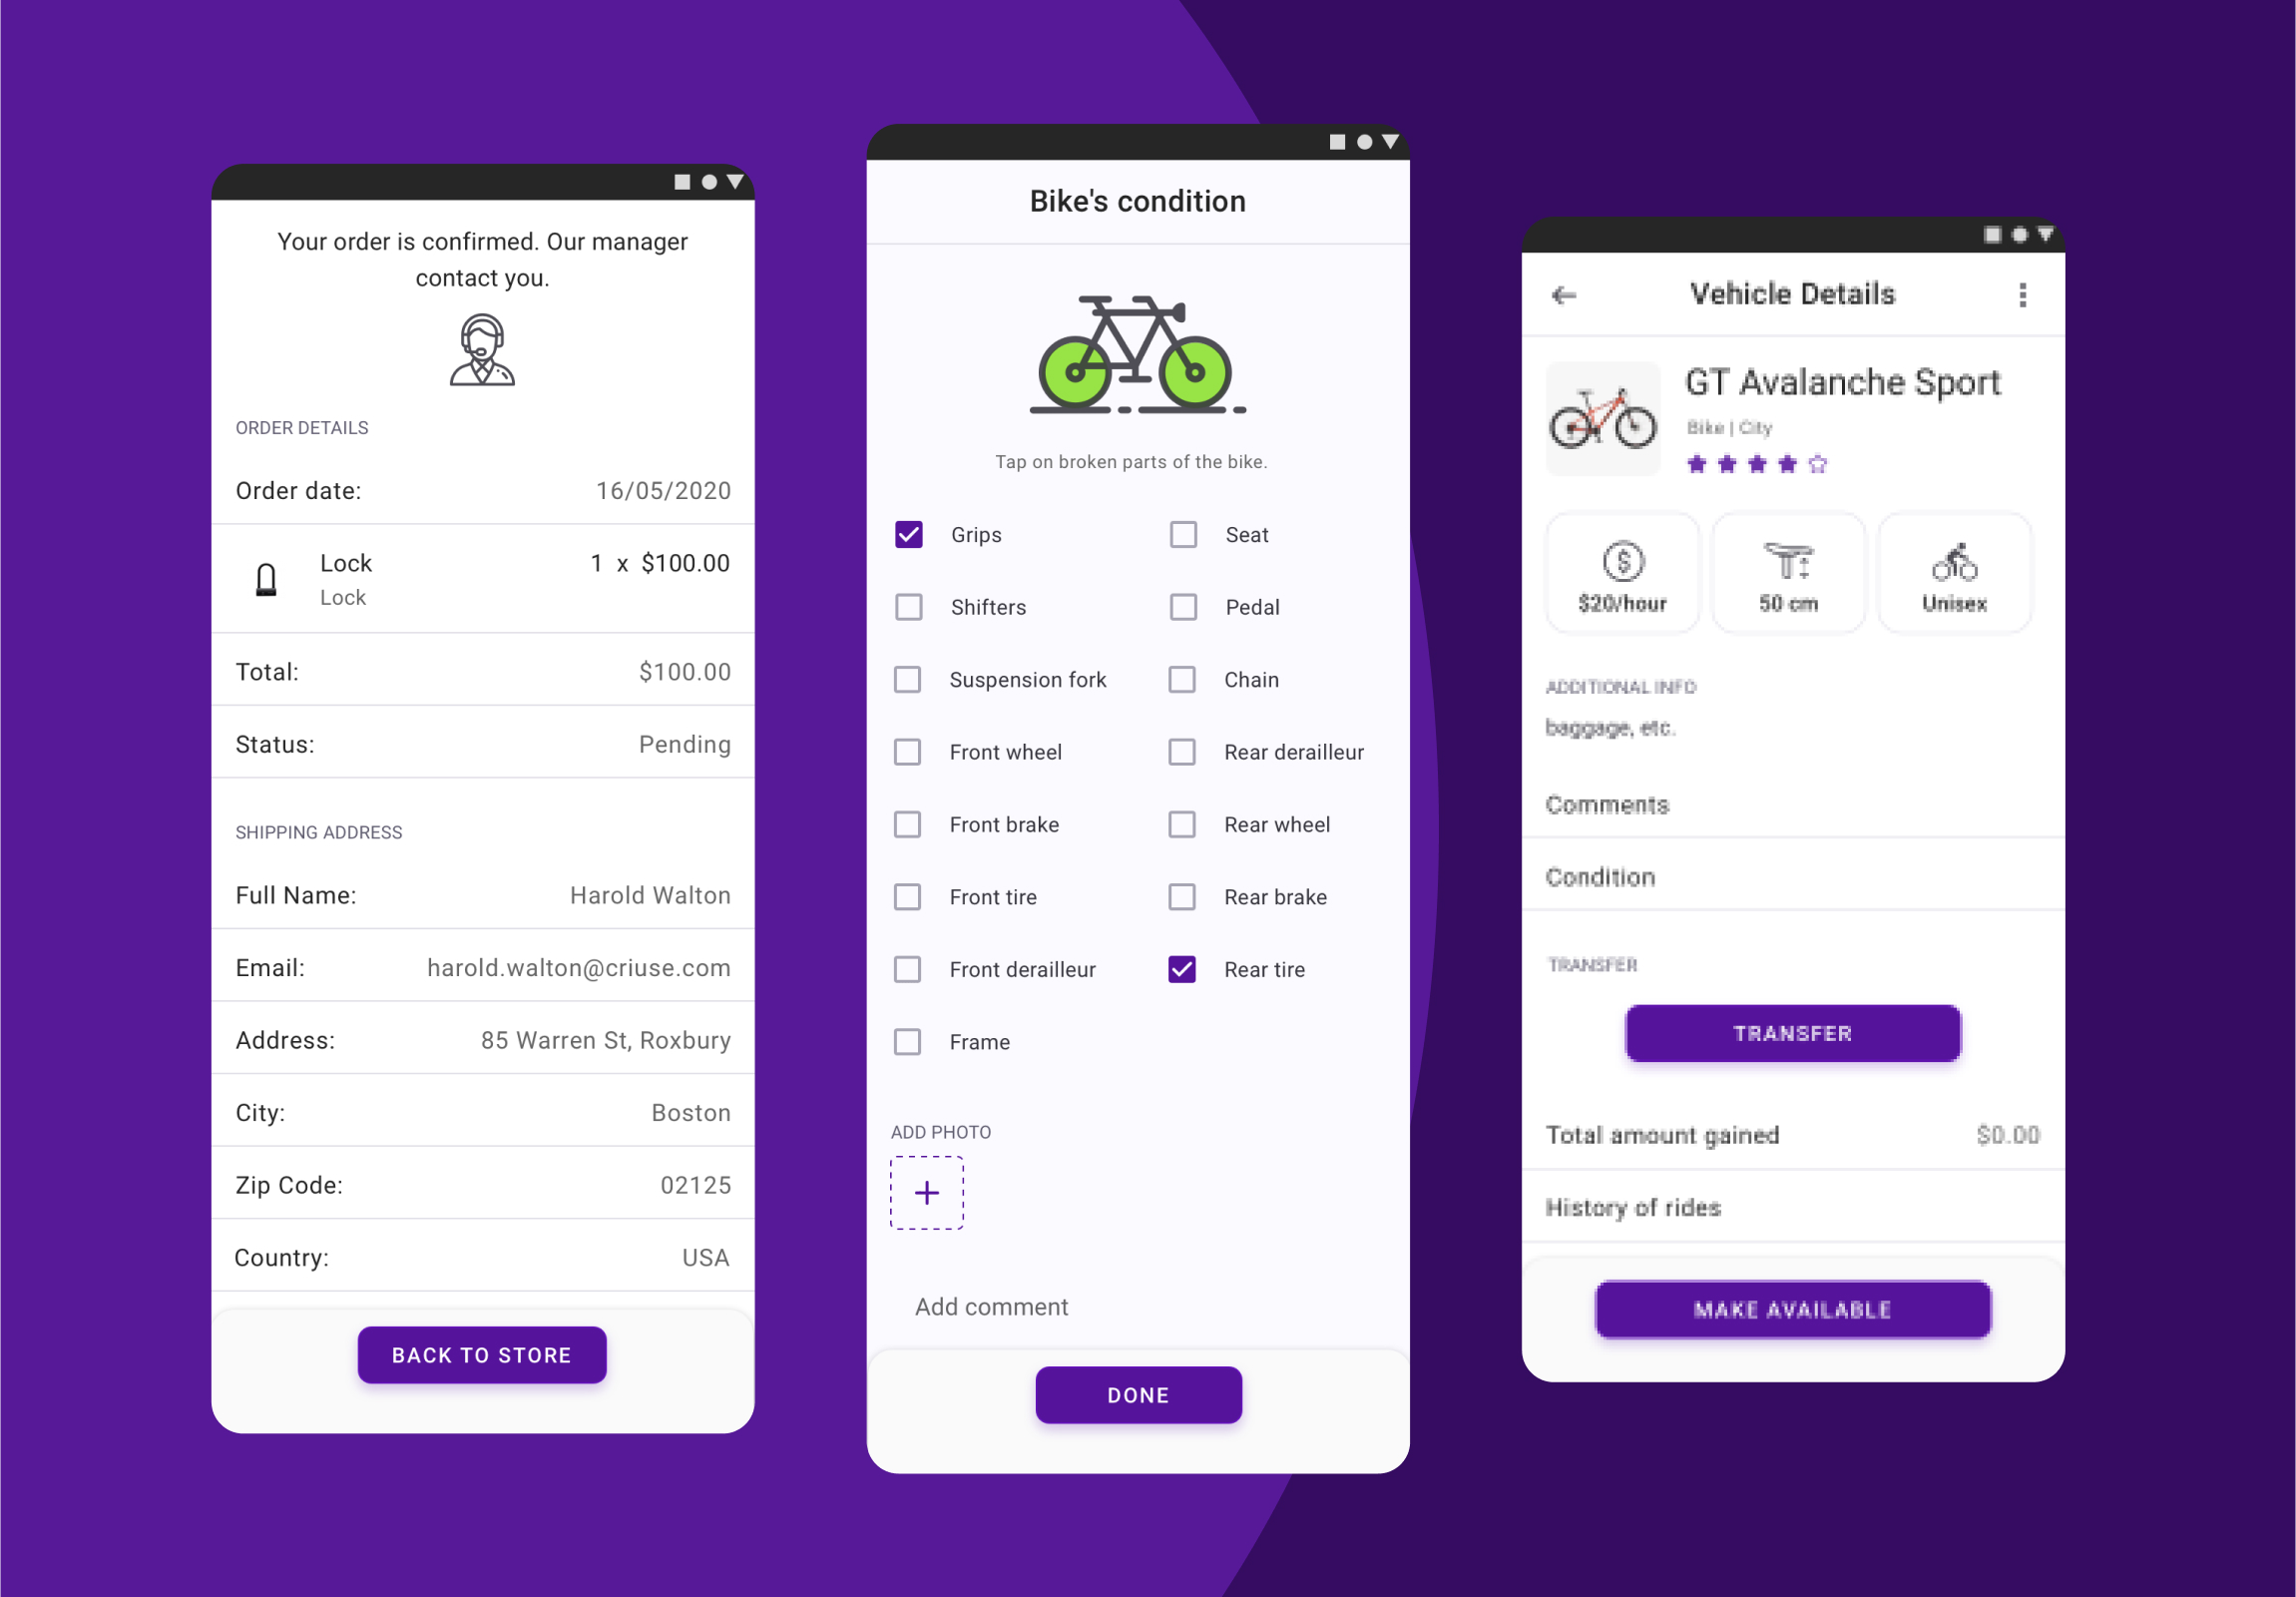 Your order is confirmed. Our manager
contact you.
ORDER DETAILS
Order date: 16/05/2020
Lock 1 x $100.00
Lock
Total: $100.00
Status: Pending
SHIPPING ADDRESS
Full Name: Harold Walton
Email: harold.walton@criuse.com
Address: 85 Warren St, Roxbury
City: Boston
Zip Code: 02125
Country: USA
BACK TO STORE
Bike's condition
Tap on broken parts of the bike.
Grips Seat
Shifters Pedal
Suspension fork Chain
Front wheel Rear derailleur
Front brake Rear wheel
Front tire Rear brake
Front derailleur Rear tire
Frame
ADD PHOTO
Add comment
DONE
Vehicle Details
GT Avalanche Sport
Bike | City
$20/hour 50 cm Unisex
ADDITIONAL INFO
baggage, etc.
Comments
Condition
TRANSFER
TRANSFER
Total amount gained $0.00
History of rides
MAKE AVAILABLE